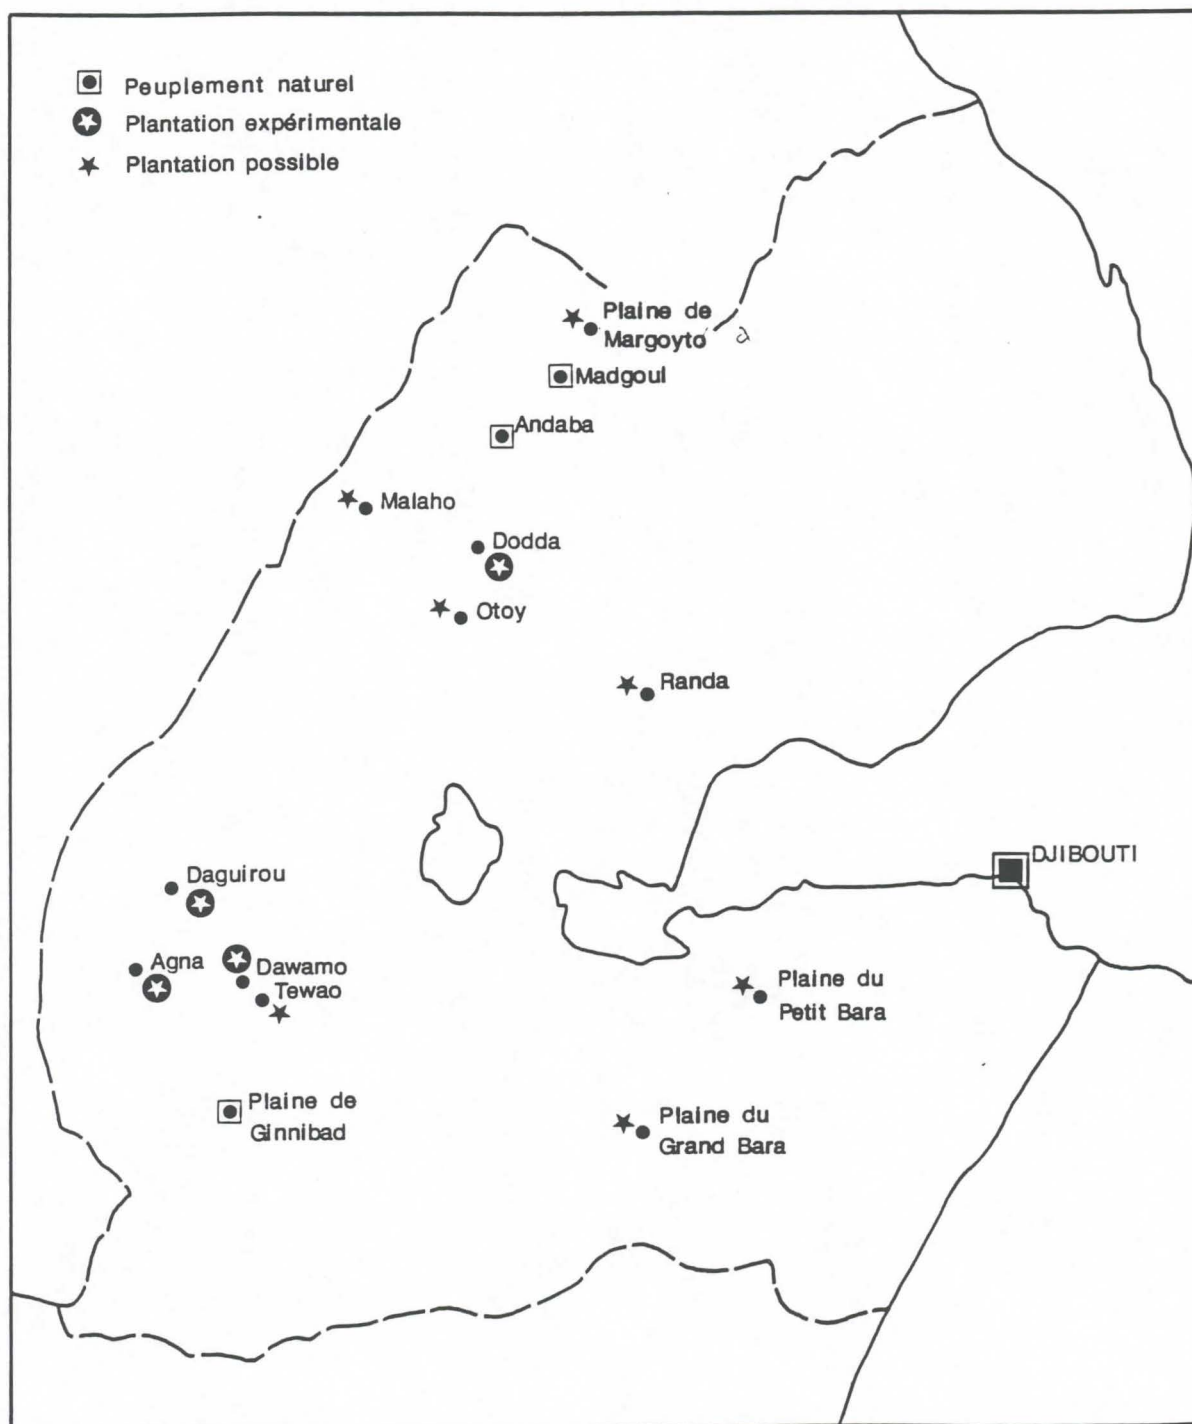 Peuplement naturel
Plantation expérimentale
Plantation possible
Plaine de
Margoyto
Madgoul
Andaba
Malaho
Dodda
Otoy
Randa
DJIBOUTI
Daguirou
Agna
Dawamo
Tewao
Plaine du
Petit Bara
Plaine de
Ginnibad
Plaine du
Grand Bara